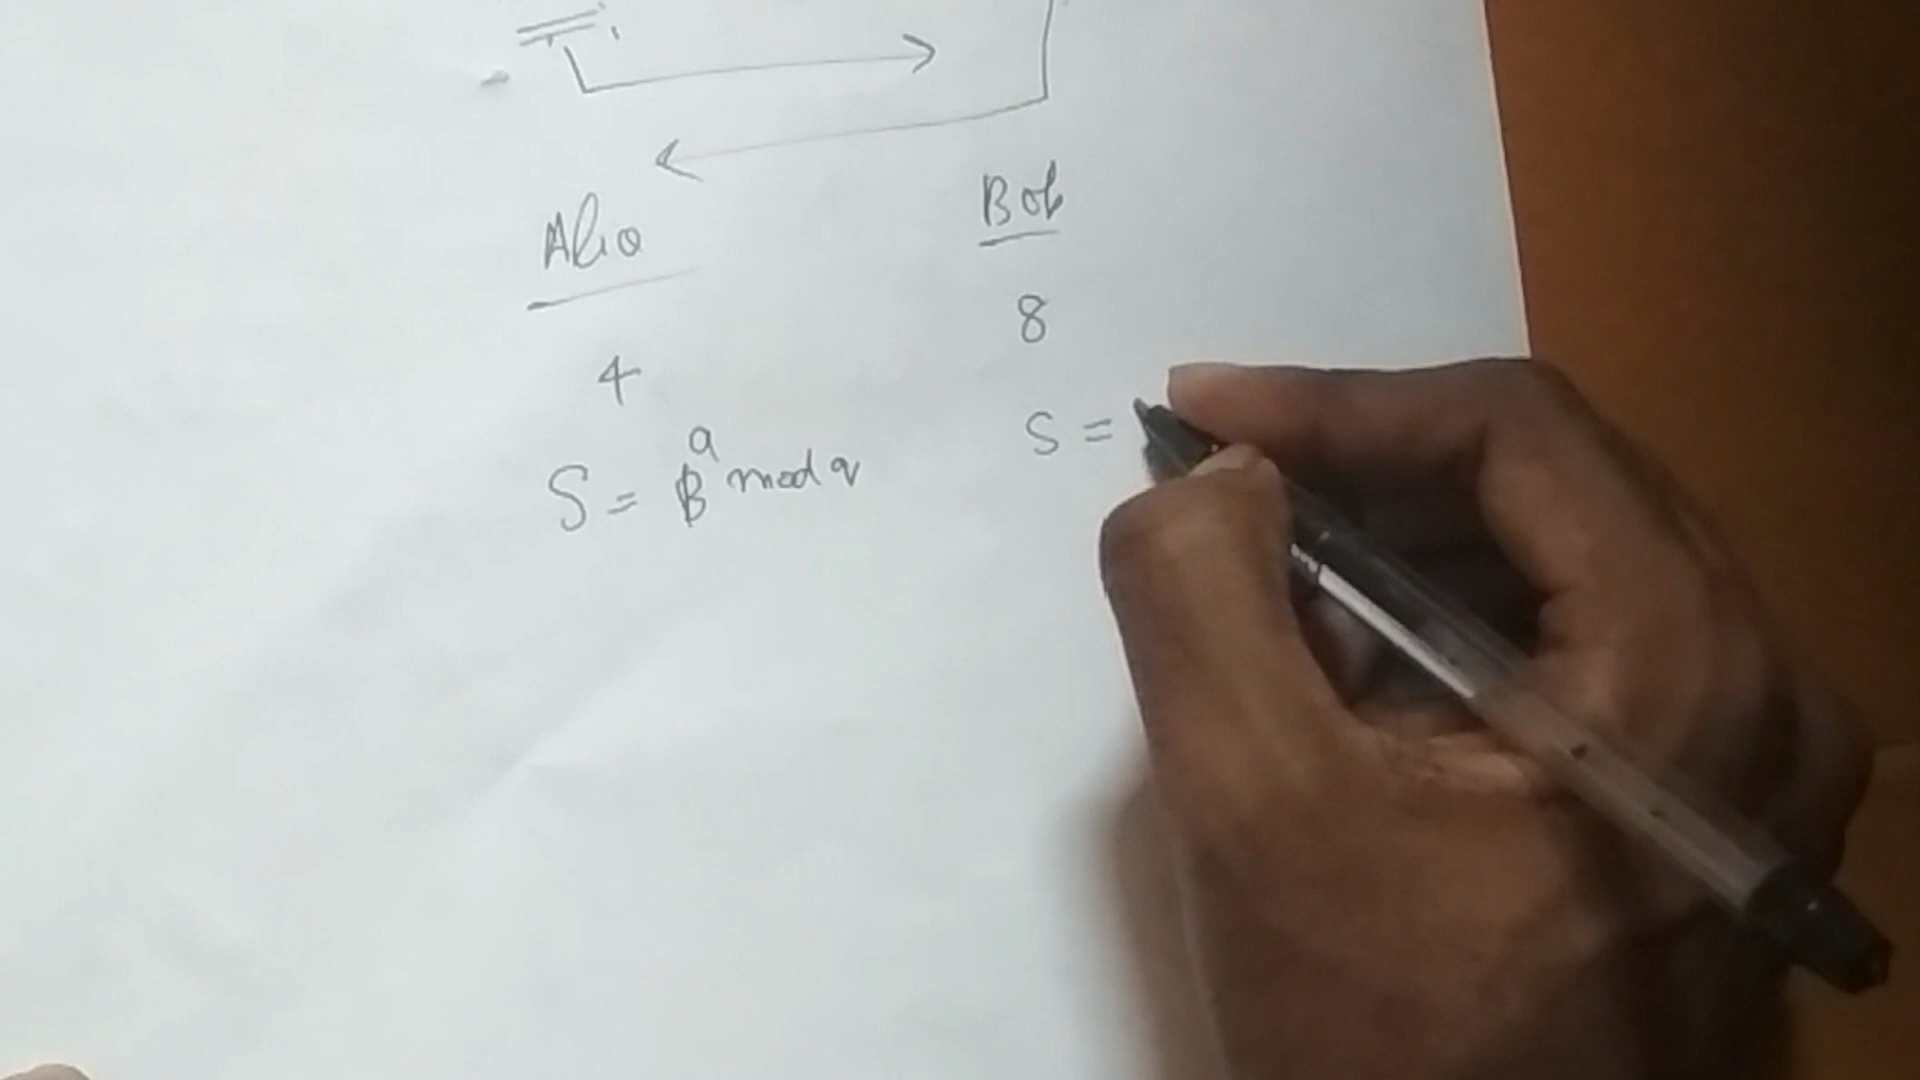 Alice
Bob
4
8
S = B^a mod q
S =